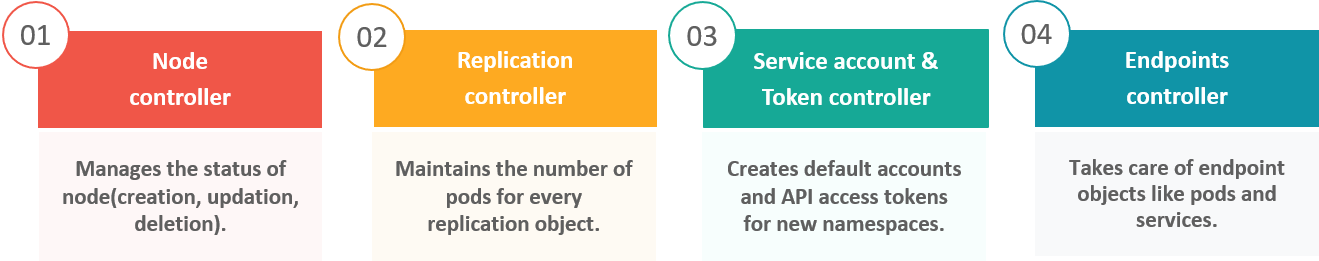 01
Node
controller
Manages the status of
node(creation, updation,
deletion).
02
Replication
controller
Maintains the number of
pods for every
replication object.
03
Service account &
Token controller
Creates default accounts
and API access tokens
for new namespaces.
04
Endpoints
controller
Takes care of endpoint
objects like pods and
services.